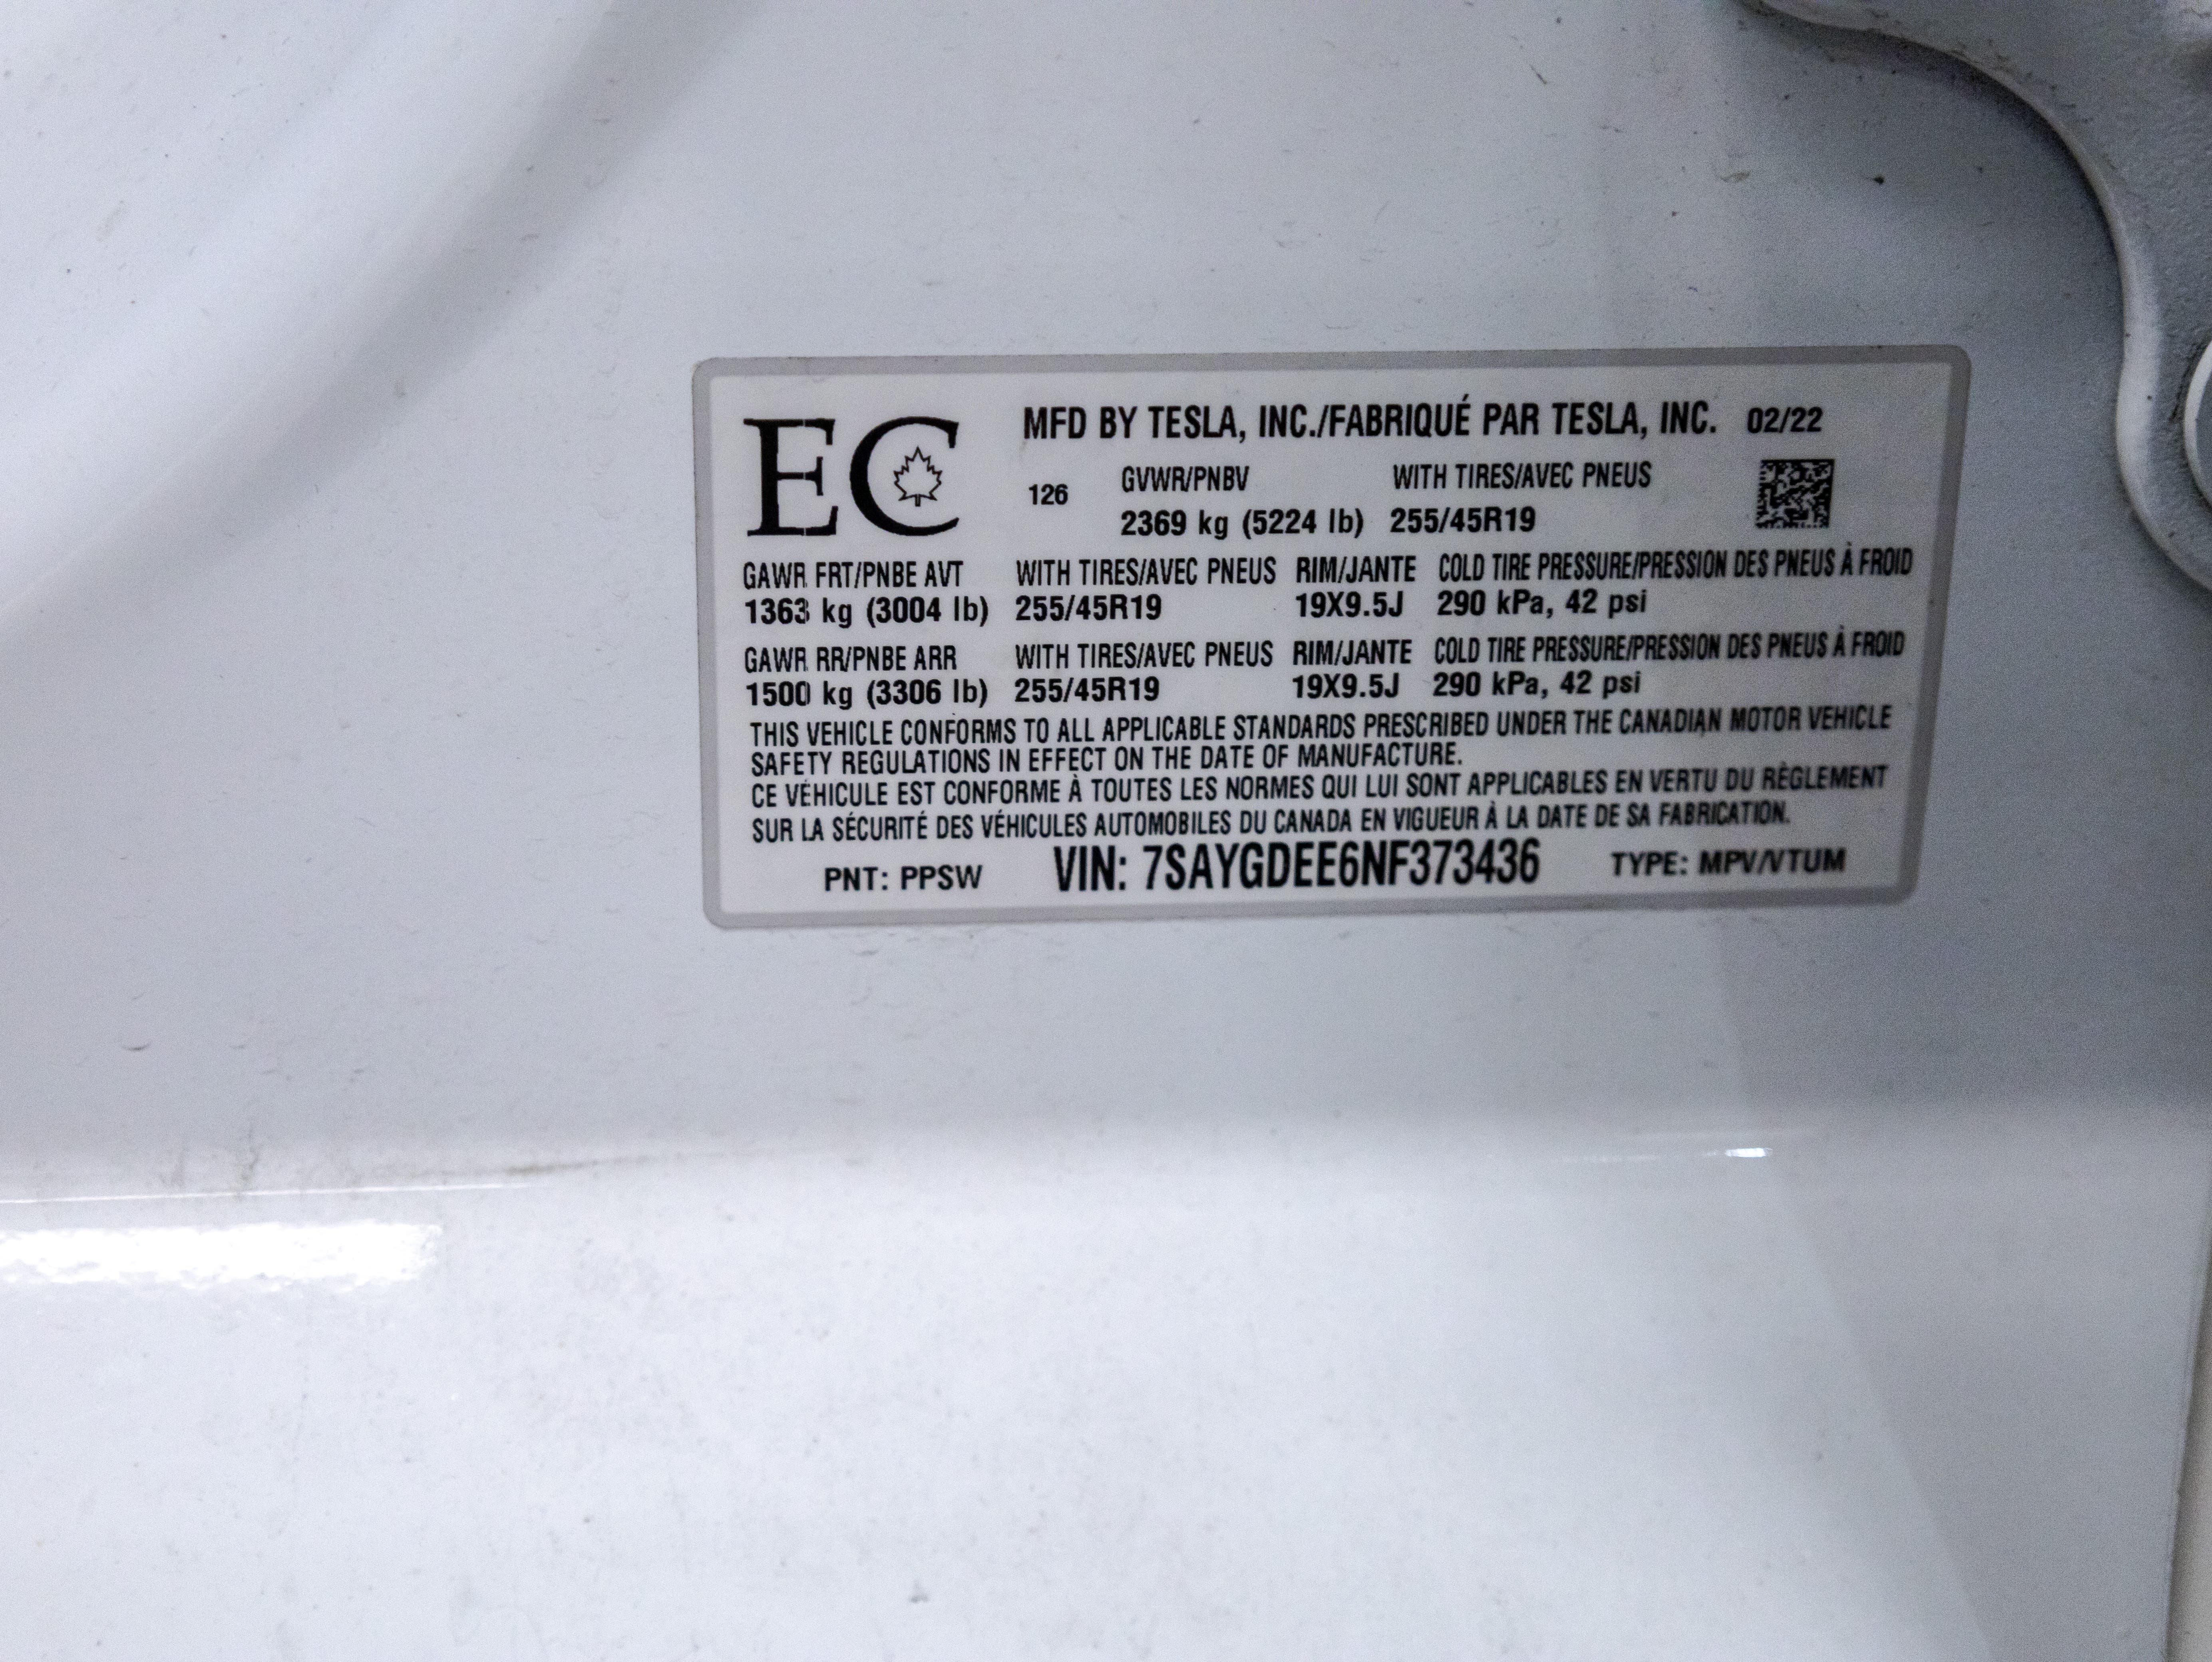 EC MFD BY TESLA, INC./FABRIQUÉ PAR TESLA, INC. 02/22
126 GVWR/PNBV WITH TIRES/AVEC PNEUS
2369 kg (5224 lb) 255/45R19
GAWR FRT/PNBE AVT WITH TIRES/AVEC PNEUS RIM/JANTE COLD TIRE PRESSURE/PRESSION DES PNEUS À FROID
1363 kg (3004 lb) 255/45R19 19X9.5J 290 kPa, 42 psi
GAWR RR/PNBE ARR WITH TIRES/AVEC PNEUS RIM/JANTE COLD TIRE PRESSURE/PRESSION DES PNEUS À FROID
1500 kg (3306 lb) 255/45R19 19X9.5J 290 kPa, 42 psi
THIS VEHICLE CONFORMS TO ALL APPLICABLE STANDARDS PRESCRIBED UNDER THE CANADIAN MOTOR VEHICLE
SAFETY REGULATIONS IN EFFECT ON THE DATE OF MANUFACTURE.
CE VÉHICULE EST CONFORME À TOUTES LES NORMES QUI LUI SONT APPLICABLES EN VERTU DU RÈGLEMENT
SUR LA SÉCURITÉ DES VÉHICULES AUTOMOBILES DU CANADA EN VIGUEUR À LA DATE DE SA FABRICATION.
PNT: PPSW VIN: 7SAYGDEE6NF373436 TYPE: MPV/VTUM